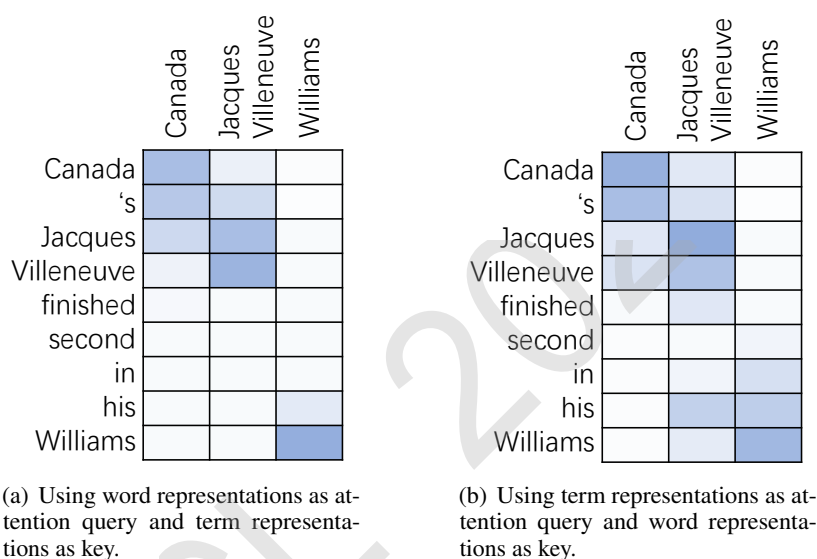 Canada
Jacques
Villeneuve
Williams
Canada
‘s
Jacques
Villeneuve
finished
second
in
his
Williams
(a) Using word representations as at-
tention query and term representa-
tions as key.
Canada
Jacques
Villeneuve
Williams
Canada
‘s
Jacques
Villeneuve
finished
second
in
his
Williams
(b) Using term representations as at-
tention query and word representa-
tions as key.